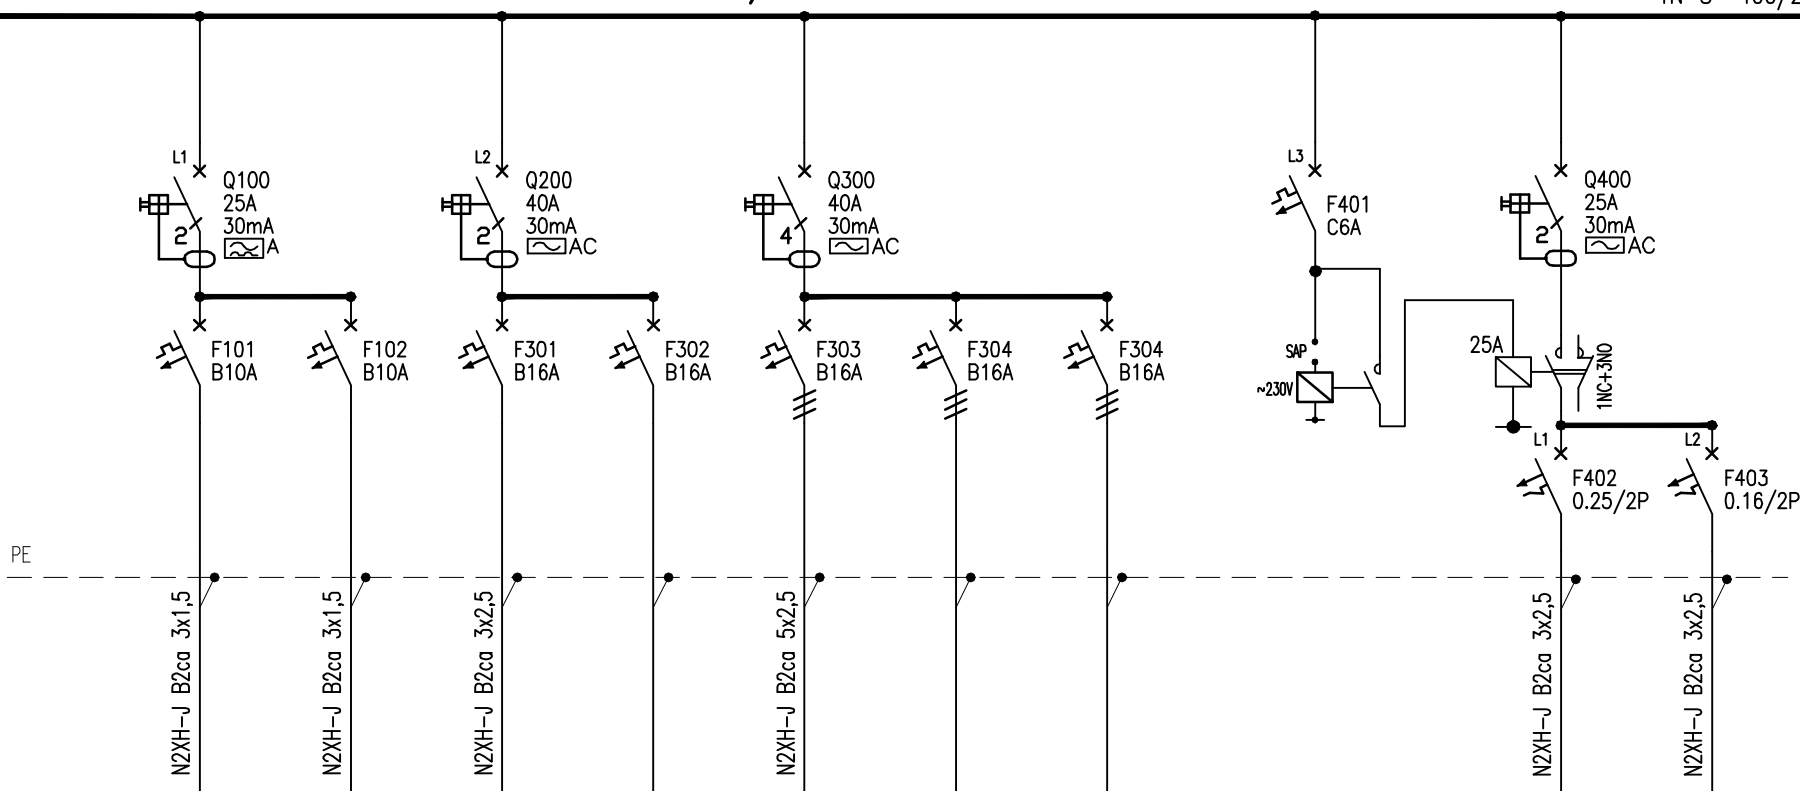 L1
Q100
25A
30mA
A
2
L2
Q200
40A
30mA
AC
2
Q300
40A
30mA
AC
4
L3
F401
C6A
Q400
25A
30mA
AC
2
F101
B10A
F102
B10A
F301
B16A
F302
B16A
F303
B16A
F304
B16A
F304
B16A
SAP
~230V
25A
1NC+3NO
L1
F402
0.25/2P
L2
F403
0.16/2P
PE
N2XH-J B2ca 3x1,5
N2XH-J B2ca 3x1,5
N2XH-J B2ca 3x2,5
N2XH-J B2ca 5x2,5
N2XH-J B2ca 3x2,5
N2XH-J B2ca 3x2,5